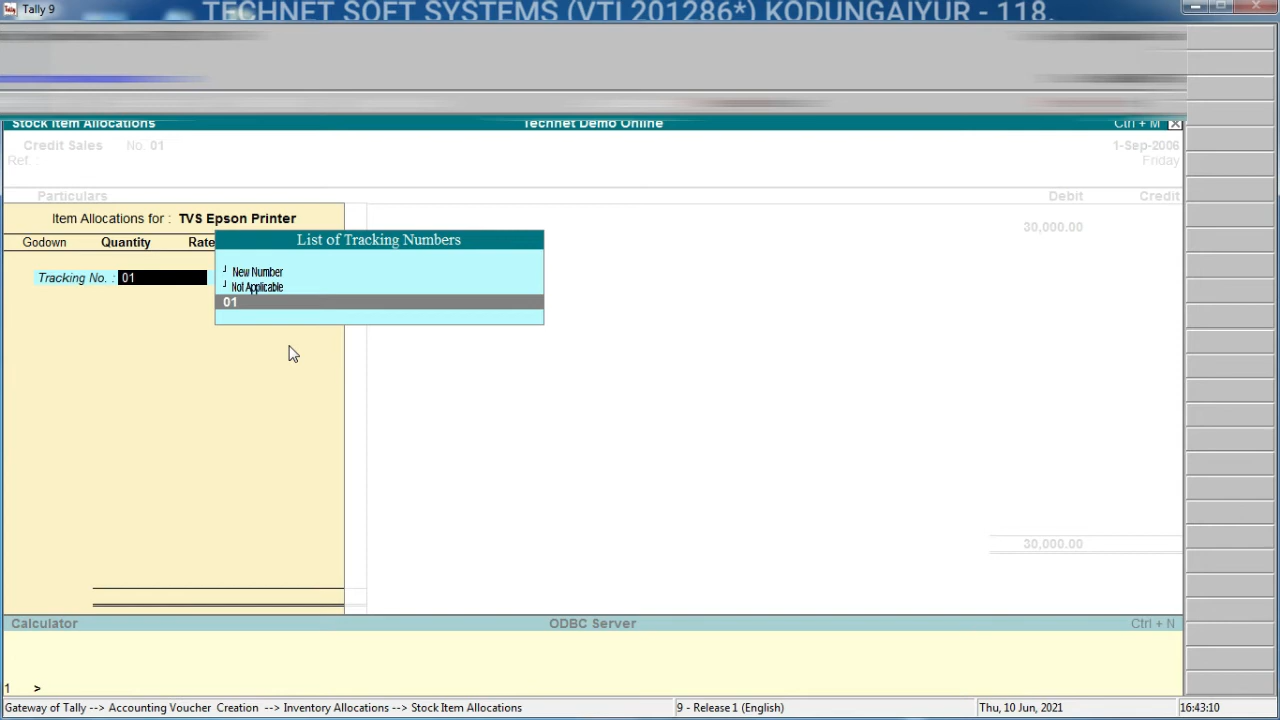 Tally 9
TECHNET SOFT SYSTEMS (VTL 201286*) KODUNGAIYUR - 118.
Stock Item Allocations Technet Demo Online Ctrl + M
Credit Sales No. 01 1-Sep-2006
Ref. : Friday
Particulars Debit Credit
Item Allocations for : TVS Epson Printer
30,000.00
Godown Quantity Rate
List of Tracking Numbers
New Number
Tracking No. : 01
Not Applicable
01
30,000.00
Calculator ODBC Server Ctrl + N
1 >
Gateway of Tally --> Accounting Voucher Creation --> Inventory Allocations --> Stock Item Allocations 9 - Release 1 (English) Thu, 10 Jun, 2021 16:43:10